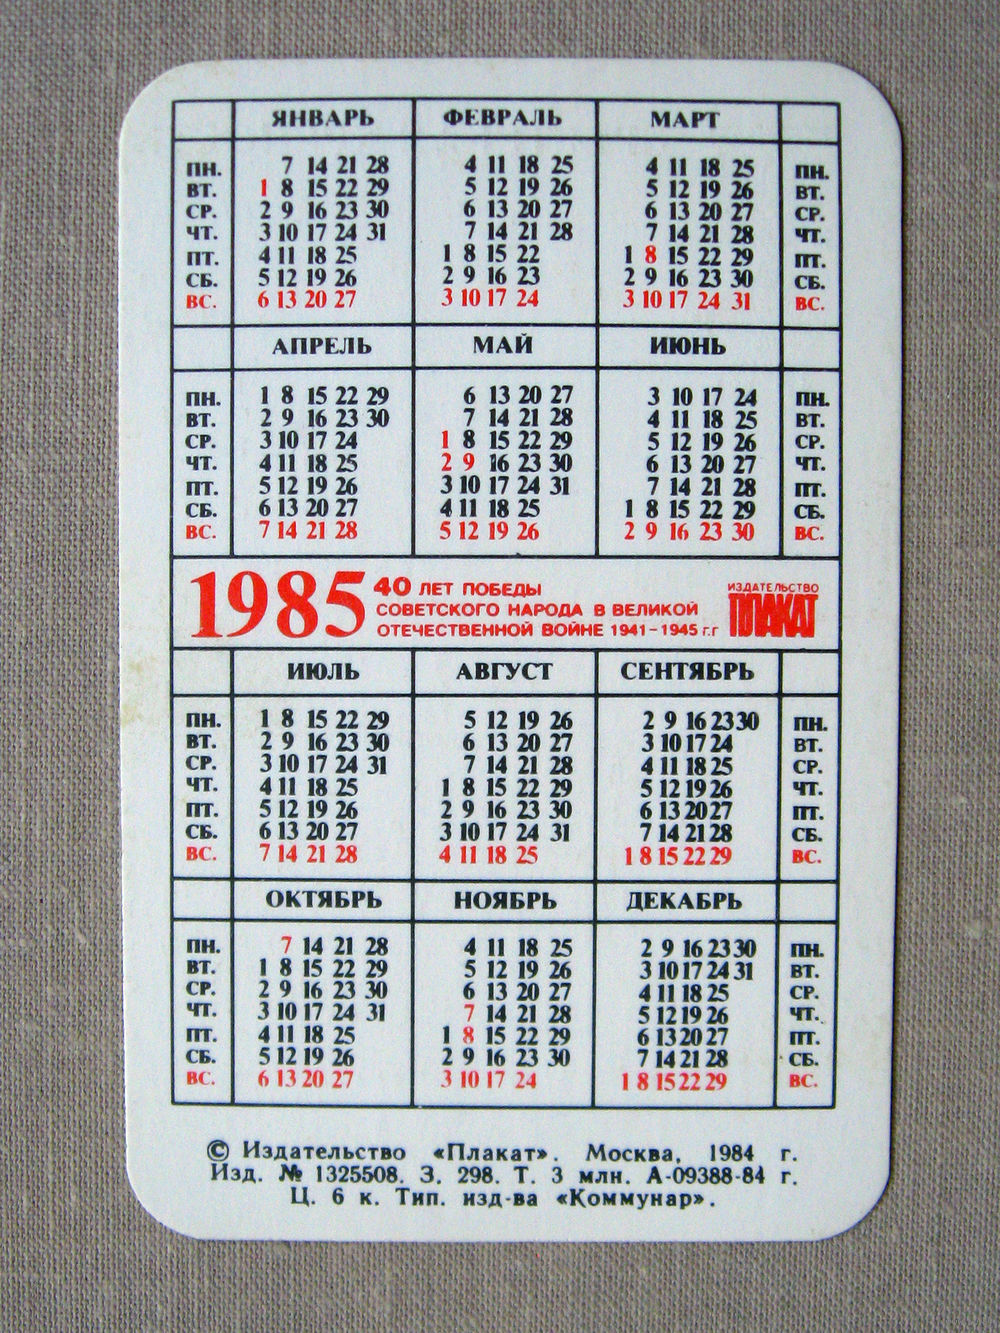 ЯНВАРЬ ФЕВРАЛЬ МАРТ
ПН. 7 14 21 28 4 11 18 25 4 11 18 25 ПН.
ВТ. 1 8 15 22 29 5 12 19 26 5 12 19 26 ВТ.
СР. 2 9 16 23 30 6 13 20 27 6 13 20 27 СР.
ЧТ. 3 10 17 24 31 7 14 21 28 7 14 21 28 ЧТ.
ПТ. 4 11 18 25 1 8 15 22 1 8 15 22 29 ПТ.
СБ. 5 12 19 26 2 9 16 23 2 9 16 23 30 СБ.
ВС. 6 13 20 27 3 10 17 24 3 10 17 24 31 ВС.
АПРЕЛЬ МАЙ ИЮНЬ
ПН. 1 8 15 22 29 6 13 20 27 3 10 17 24 ПН.
ВТ. 2 9 16 23 30 7 14 21 28 4 11 18 25 ВТ.
СР. 3 10 17 24 1 8 15 22 29 5 12 19 26 СР.
ЧТ. 4 11 18 25 2 9 16 23 30 6 13 20 27 ЧТ.
ПТ. 5 12 19 26 3 10 17 24 31 7 14 21 28 ПТ.
СБ. 6 13 20 27 4 11 18 25 1 8 15 22 29 СБ.
ВС. 7 14 21 28 5 12 19 26 2 9 16 23 30 ВС.
1985 40 ЛЕТ ПОБЕДЫ
СОВЕТСКОГО НАРОДА В ВЕЛИКОЙ
ОТЕЧЕСТВЕННОЙ ВОЙНЕ 1941-1945 г.г
ИЗДАТЕЛЬСТВО
ПЛАКАТ
ИЮЛЬ АВГУСТ СЕНТЯБРЬ
ПН. 1 8 15 22 29 5 12 19 26 2 9 16 23 30 ПН.
ВТ. 2 9 16 23 30 6 13 20 27 3 10 17 24 ВТ.
СР. 3 10 17 24 31 7 14 21 28 4 11 18 25 СР.
ЧТ. 4 11 18 25 1 8 15 22 29 5 12 19 26 ЧТ.
ПТ. 5 12 19 26 2 9 16 23 30 6 13 20 27 ПТ.
СБ. 6 13 20 27 3 10 17 24 31 7 14 21 28 СБ.
ВС. 7 14 21 28 4 11 18 25 1 8 15 22 29 ВС.
ОКТЯБРЬ НОЯБРЬ ДЕКАБРЬ
ПН. 7 14 21 28 4 11 18 25 2 9 16 23 30 ПН.
ВТ. 1 8 15 22 29 5 12 19 26 3 10 17 24 31 ВТ.
СР. 2 9 16 23 30 6 13 20 27 4 11 18 25 СР.
ЧТ. 3 10 17 24 31 7 14 21 28 5 12 19 26 ЧТ.
ПТ. 4 11 18 25 1 8 15 22 29 6 13 20 27 ПТ.
СБ. 5 12 19 26 2 9 16 23 30 7 14 21 28 СБ.
ВС. 6 13 20 27 3 10 17 24 1 8 15 22 29 ВС.
© Издательство «Плакат». Москва, 1984 г.
Изд. № 1325508. З. 298. Т. 3 млн. А-09388-84 г.
Ц. 6 к. Тип. изд-ва «Коммунар».